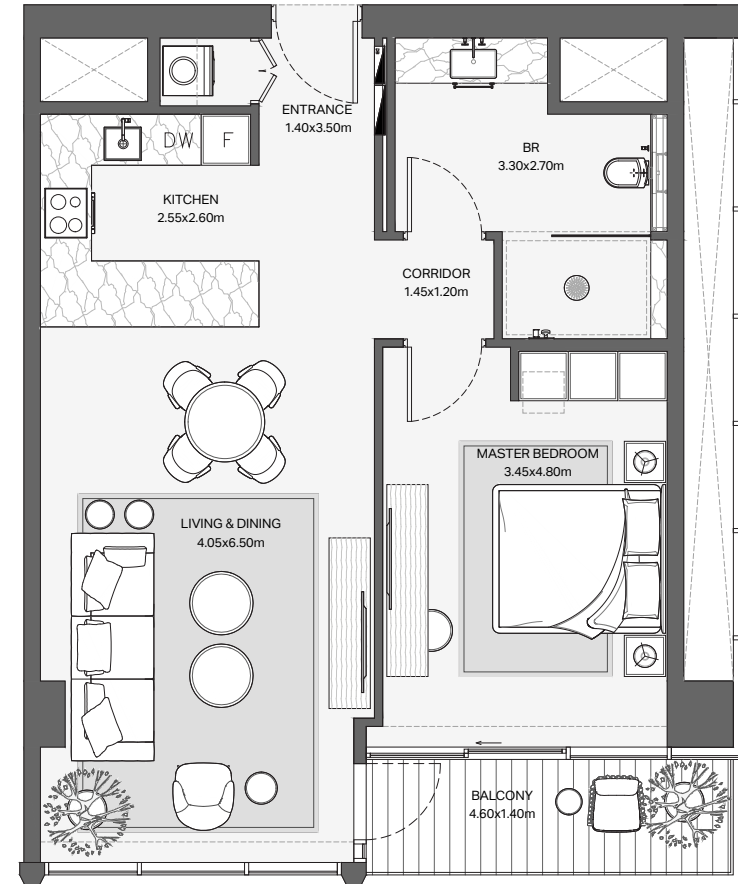 ENTRANCE
1.40x3.50m
DW
F
BR
3.30x2.70m
KITCHEN
2.55x2.60m
CORRIDOR
1.45x1.20m
MASTER BEDROOM
3.45x4.80m
LIVING & DINING
4.05x6.50m
BALCONY
4.60x1.40m